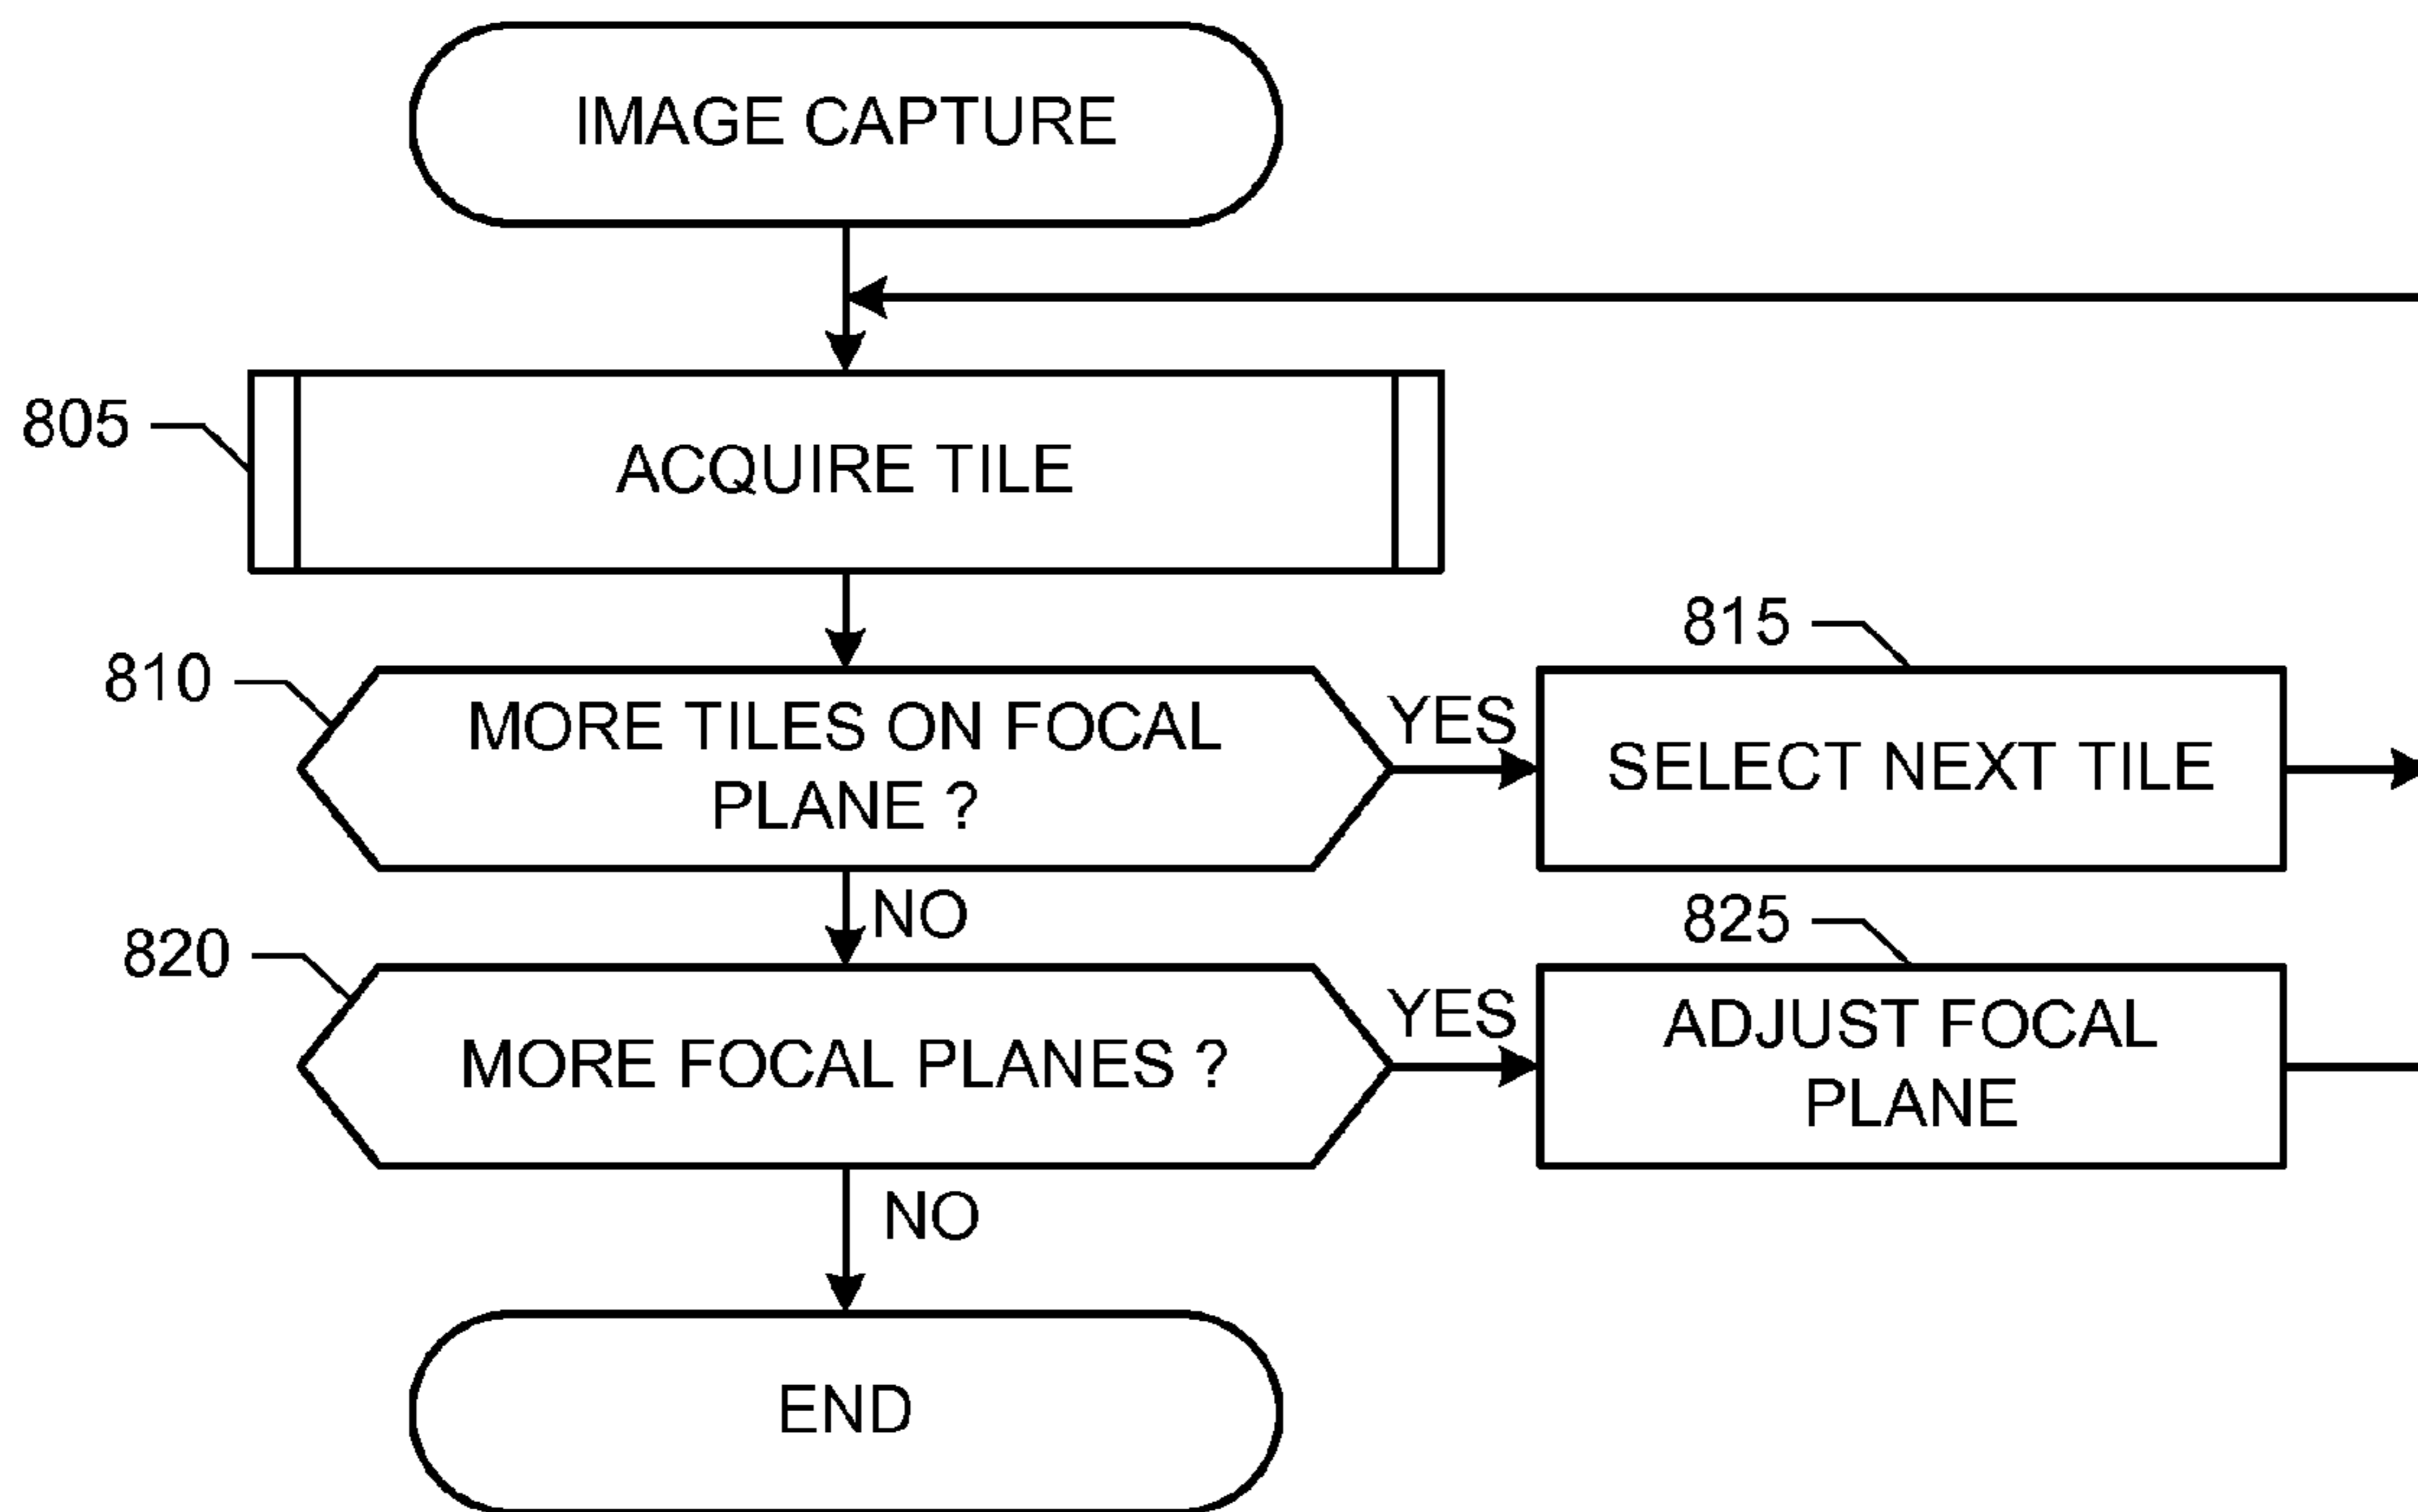 IMAGE CAPTURE
805
ACQUIRE TILE
810
MORE TILES ON FOCAL
PLANE ?
YES
815
SELECT NEXT TILE
NO
820
MORE FOCAL PLANES ?
YES
825
ADJUST FOCAL
PLANE
NO
END